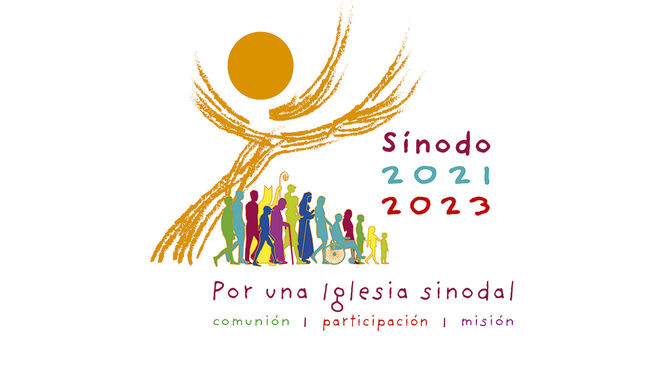 Sínodo
2021
2023
Por una Iglesia sinodal
comunión | participación | misión